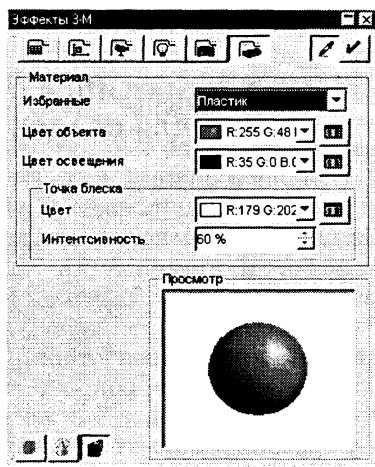 Эффекты 3-М
Материал
Избранные Пластик
Цвет объекта R:255 G:48
Цвет освещения R:35 G:0 B:
Точка блеска
Цвет R:179 G:202
Интентсивность 60 %
Просмотр